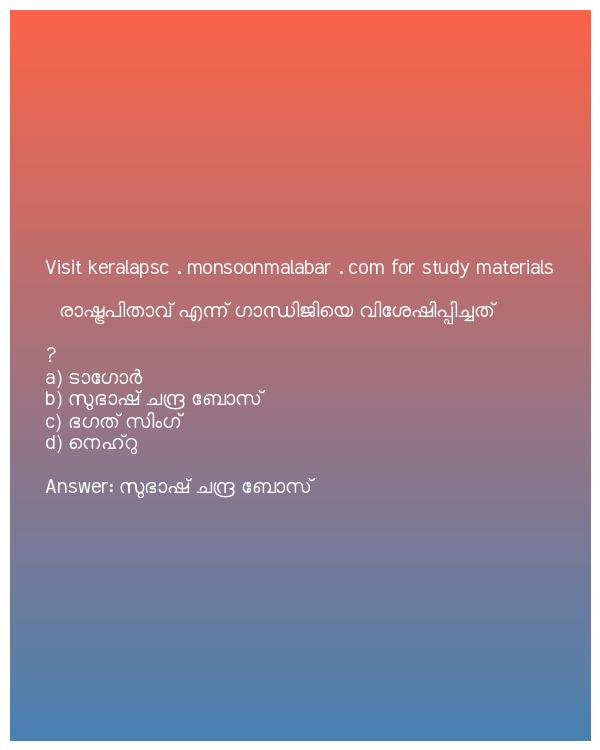 Visit keralapsc . monsoonmalabar . com for study materials
രാഷ്ട്രപിതാവ് എന്ന് ഗാന്ധിജിയെ വിശേഷിപ്പിച്ചത്
?
a) ടാഗോർ
b) സുഭാഷ് ചന്ദ്ര ബോസ്
c) ഭഗത് സിംഗ്
d) നെഹ്റു
Answer: സുഭാഷ് ചന്ദ്ര ബോസ്